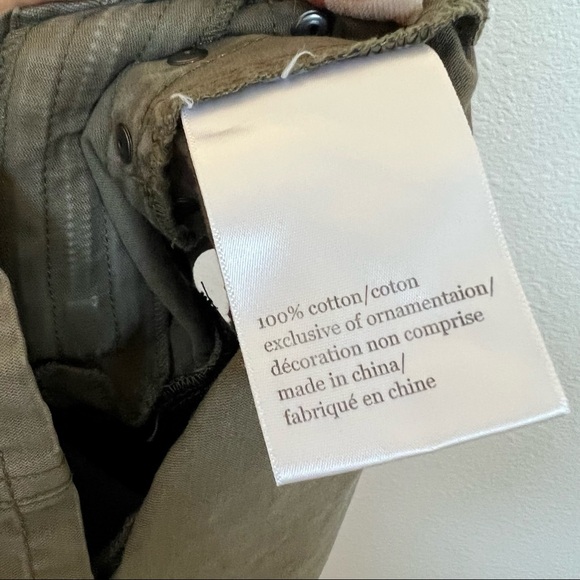 100% cotton/coton
exclusive of ornamentaion/
décoration non comprise
made in china/
fabriqué en chine